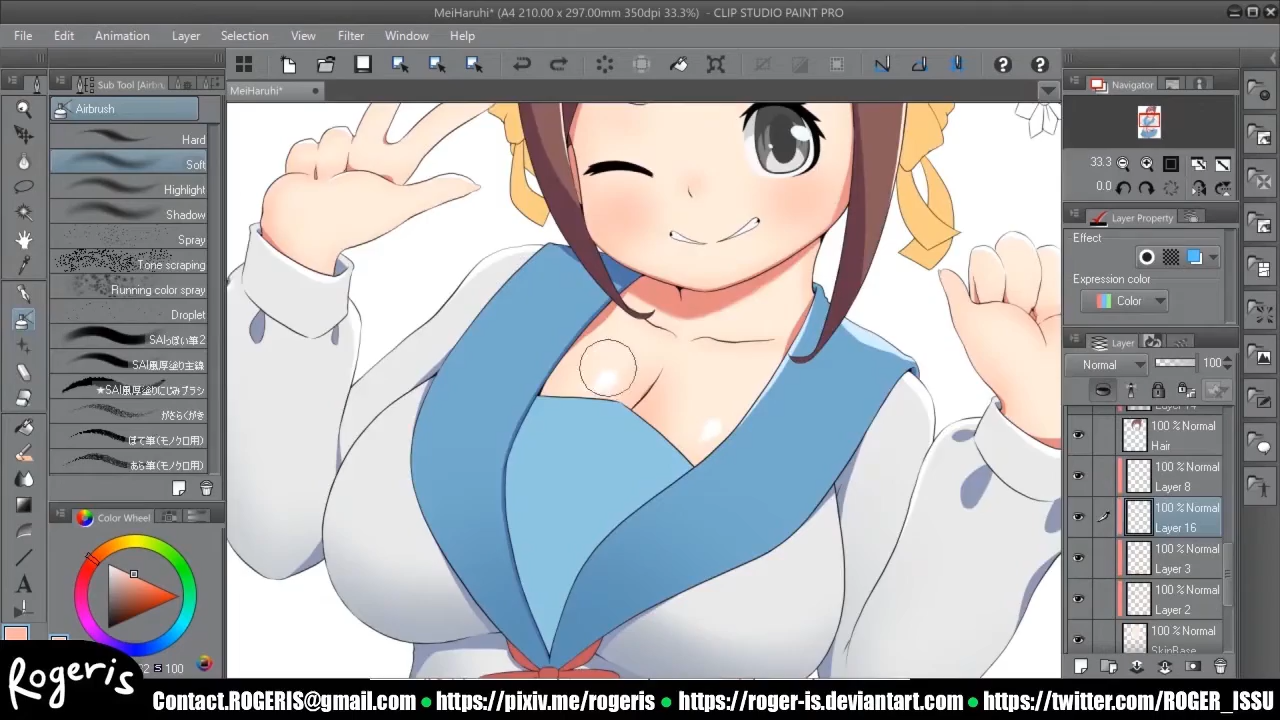 MeiHaruhi* (A4 210.00 x 297.00mm 350dpi 33.3%) - CLIP STUDIO PAINT PRO
File Edit Animation Layer Selection View Filter Window Help
Sub Tool [Airbru
MeiHaruhi*
Navigator
Airbrush
Hard
Soft
Highlight
Shadow
Spray
Tone scraping
Running color spray
Droplet
SAIっぽい筆2
SAI風厚塗り主線
★SAI風厚塗りにじみブラシ
がさらくがき
ぼて筆(モノクロ用)
あら筆(モノクロ用)
Color Wheel
S 100
33.3
0.0
Layer Property
Effect
Expression color
Color
Layer
Normal 100
Layer 14
100 % Normal
Hair
100 % Normal
Layer 8
100 % Normal
Layer 16
100 % Normal
Layer 3
100 % Normal
Layer 2
100 % Normal
SkinBase
Rogeris
Contact.ROGERIS@gmail.com ● https://pixiv.me/rogeris ● https://roger-is.deviantart.com ● https://twitter.com/ROGER_ISSU